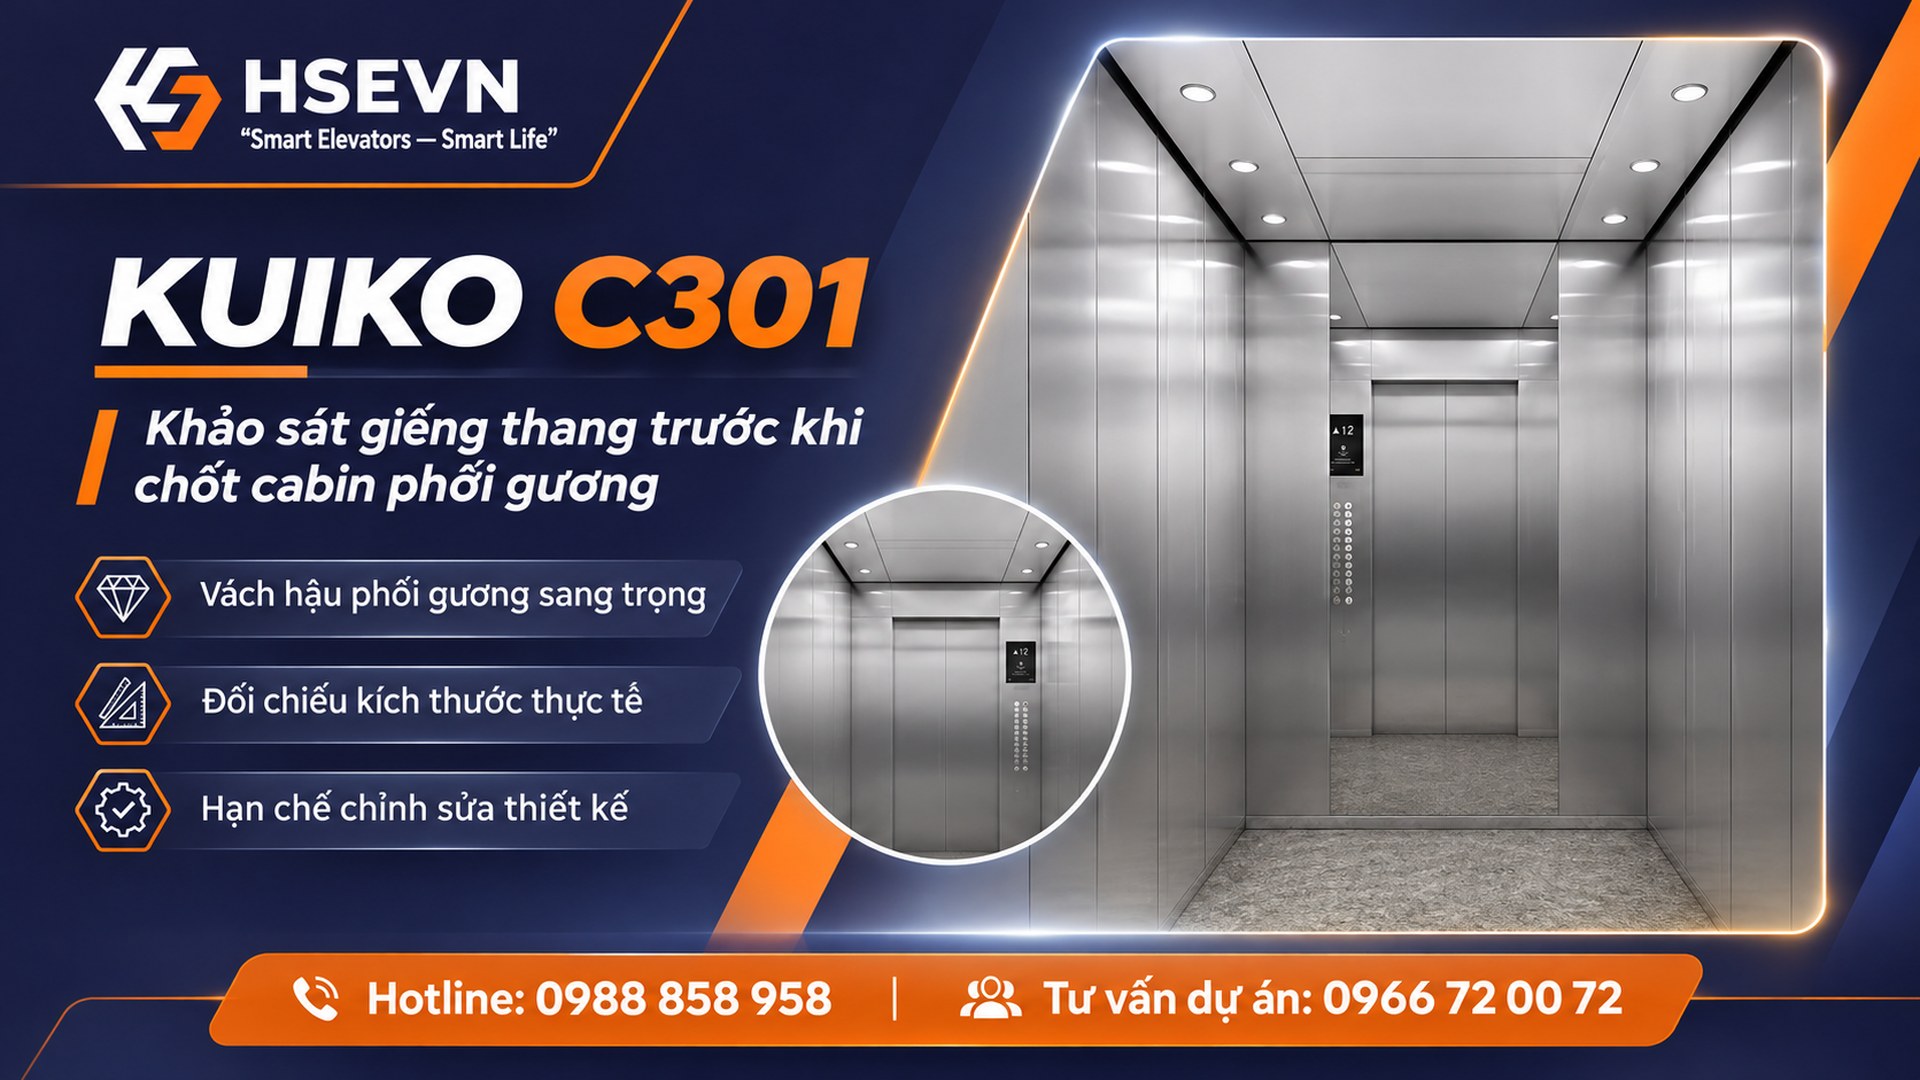 HSEVN
“Smart Elevators — Smart Life”
KUIKO C301
Khảo sát giếng thang trước khi
chốt cabin phối gương
Vách hậu phối gương sang trọng
Đối chiếu kích thước thực tế
Hạn chế chỉnh sửa thiết kế
▲12
▲12
Hotline: 0988 858 958
Tư vấn dự án: 0966 72 00 72